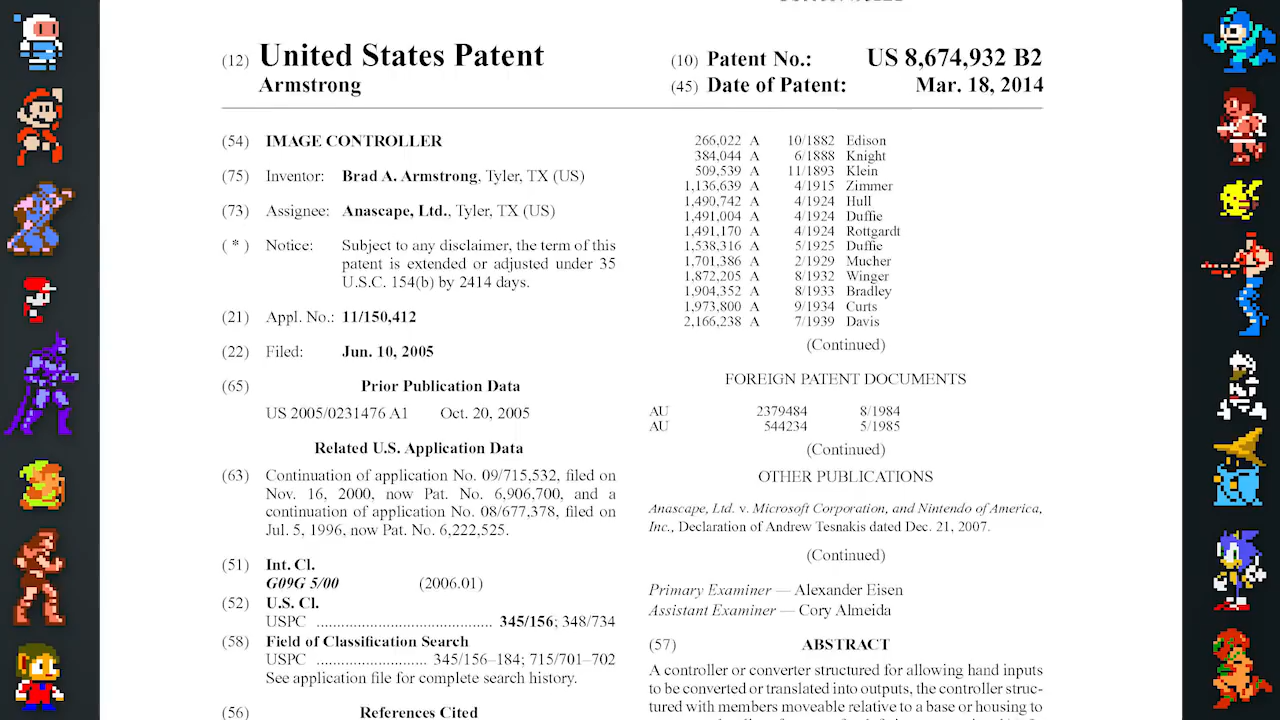 (12) United States Patent
Armstrong
(10) Patent No.: US 8,674,932 B2
(45) Date of Patent: Mar. 18, 2014
(54) IMAGE CONTROLLER
(75) Inventor: Brad A. Armstrong, Tyler, TX (US)
(73) Assignee: Anascape, Ltd., Tyler, TX (US)
( * ) Notice: Subject to any disclaimer, the term of this
patent is extended or adjusted under 35
U.S.C. 154(b) by 2414 days.
(21) Appl. No.: 11/150,412
(22) Filed: Jun. 10, 2005
(65) Prior Publication Data
US 2005/0231476 A1 Oct. 20, 2005
Related U.S. Application Data
(63) Continuation of application No. 09/715,532, filed on
Nov. 16, 2000, now Pat. No. 6,906,700, and a
continuation of application No. 08/677,378, filed on
Jul. 5, 1996, now Pat. No. 6,222,525.
(51) Int. Cl.
G09G 5/00 (2006.01)
(52) U.S. Cl.
USPC ........................................ 345/156; 348/734
(58) Field of Classification Search
USPC ......................... 345/156–184, 715/701–702
See application file for complete search history.
(56) References Cited
266,022 A 10/1882 Edison
384,044 A 6/1888 Knight
509,539 A 11/1893 Klein
1,136,639 A 4/1915 Zimmer
1,490,742 A 4/1924 Hull
1,491,004 A 4/1924 Duffie
1,491,170 A 4/1924 Rottgardt
1,538,316 A 5/1925 Duffie
1,701,386 A 2/1929 Mucher
1,872,205 A 8/1932 Winger
1,904,352 A 8/1933 Bradley
1,973,800 A 9/1934 Curts
2,166,238 A 7/1939 Davis
(Continued)
FOREIGN PATENT DOCUMENTS
AU 2379484 8/1984
AU 544234 5/1985
(Continued)
OTHER PUBLICATIONS
Anascape, Ltd. v. Microsoft Corporation, and Nintendo of America,
Inc., Declaration of Andrew Tesnakis dated Dec. 21, 2007.
(Continued)
Primary Examiner — Alexander Eisen
Assistant Examiner — Cory Almeida
(57) ABSTRACT
A controller or converter structured for allowing hand inputs
to be converted or translated into outputs, the controller struc-
tured with members moveable relative to a base or housing to